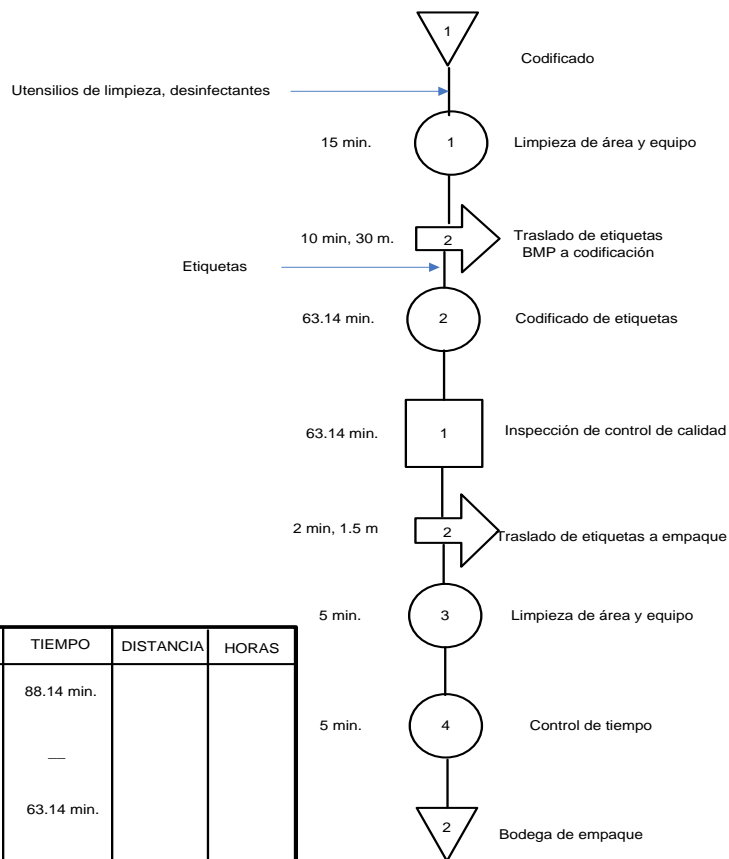 1
Codificado
Utensilios de limpieza, desinfectantes
15 min.
1
Limpieza de área y equipo
10 min, 30 m.
2
Traslado de etiquetas
BMP a codificación
Etiquetas
63.14 min.
2
Codificado de etiquetas
63.14 min.
1
Inspección de control de calidad
2 min, 1.5 m
2
Traslado de etiquetas a empaque
5 min.
3
Limpieza de área y equipo
TIEMPO DISTANCIA HORAS
88.14 min.
5 min.
4
Control de tiempo
—
63.14 min.
2
Bodega de empaque